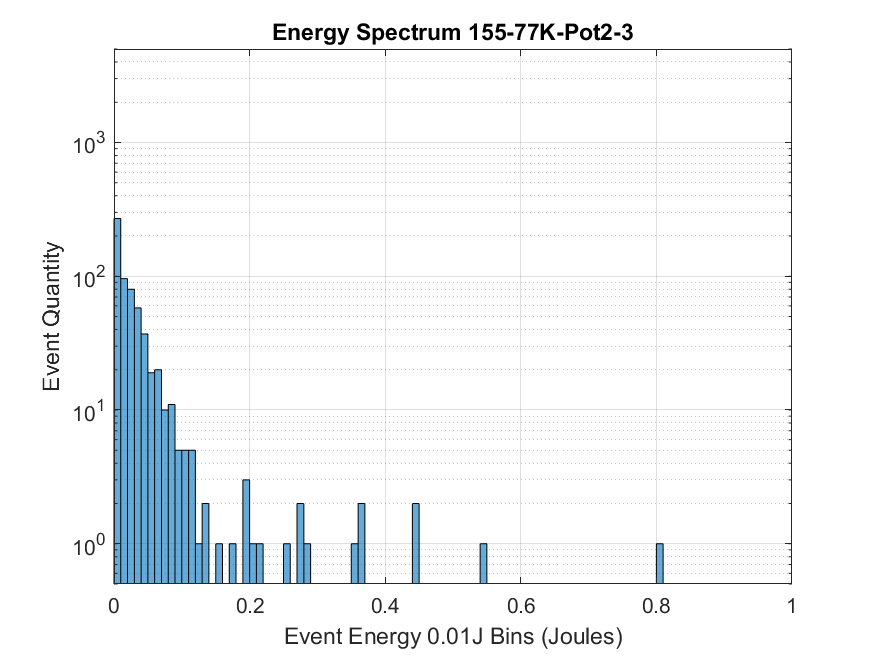 Energy Spectrum 155-77K-Pot2-3
Event Quantity
10^3
10^2
10^1
10^0
0 0.2 0.4 0.6 0.8 1
Event Energy 0.01J Bins (Joules)